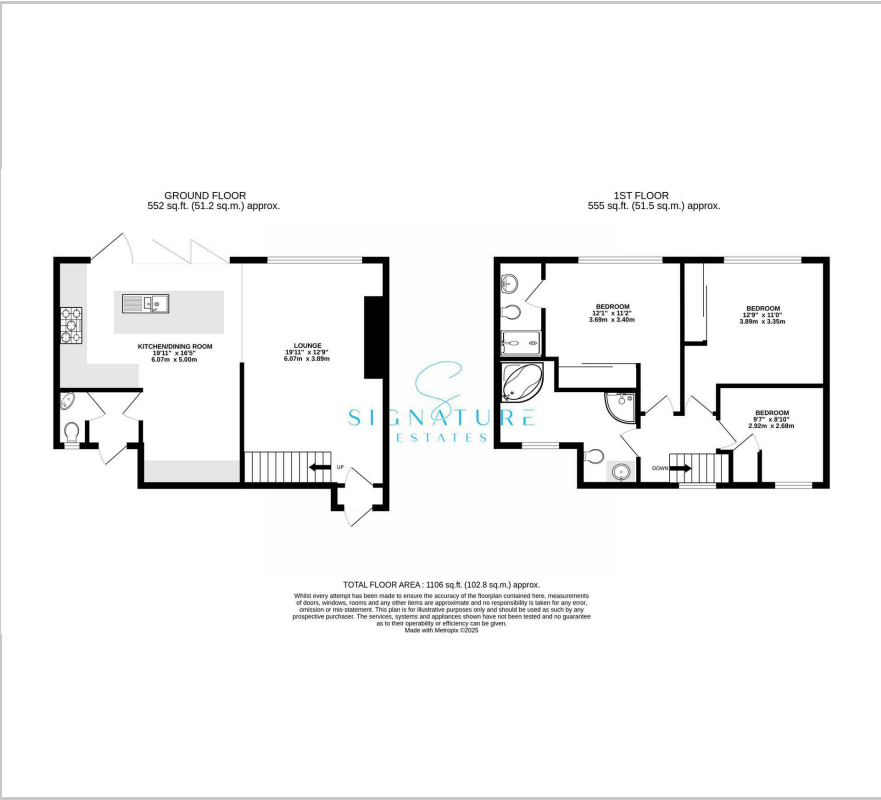 GROUND FLOOR
552 sq.ft. (51.2 sq.m.) approx.
1ST FLOOR
555 sq.ft. (51.5 sq.m.) approx.
KITCHEN/DINING ROOM
19'11" x 16'5"
6.07m x 5.00m
LOUNGE
19'11" x 12'9"
6.07m x 3.89m
UP
BEDROOM
12'1" x 11'2"
3.69m x 3.40m
BEDROOM
12'9" x 11'0"
3.89m x 3.35m
BEDROOM
9'7" x 8'10"
2.92m x 2.68m
DOWN
S
SIGNATURE
ESTATES
TOTAL FLOOR AREA : 1106 sq.ft. (102.8 sq.m.) approx.
Whilst every attempt has been made to ensure the accuracy of the floorplan contained here, measurements
of doors, windows, rooms and any other items are approximate and no responsibility is taken for any error,
omission or mis-statement. This plan is for illustrative purposes only and should be used as such by any
prospective purchaser. The services, systems and appliances shown have not been tested and no guarantee
as to their operability or efficiency can be given.
Made with Metropix ©2025